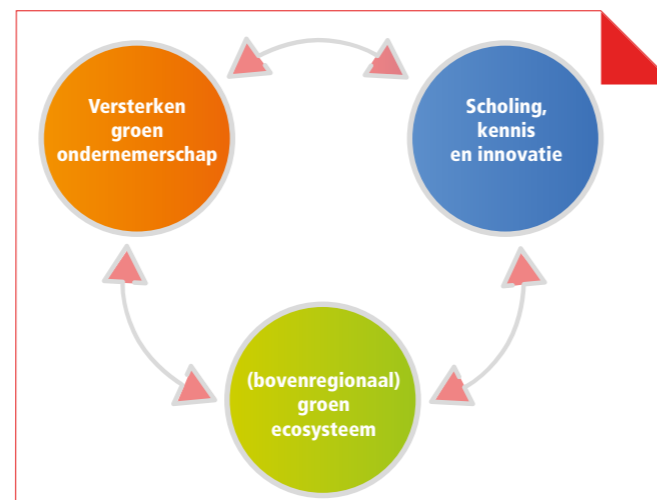 Versterken
groen
ondernemerschap
Scholing,
kennis
en innovatie
(bovenregionaal)
groen
ecosysteem